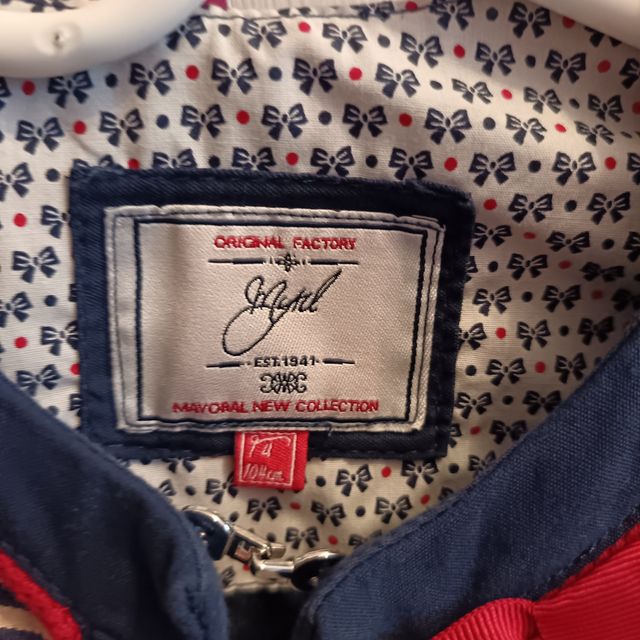 ORIGINAL FACTORY
EST.1941
MAYORAL NEW COLLECTION
4
104cm